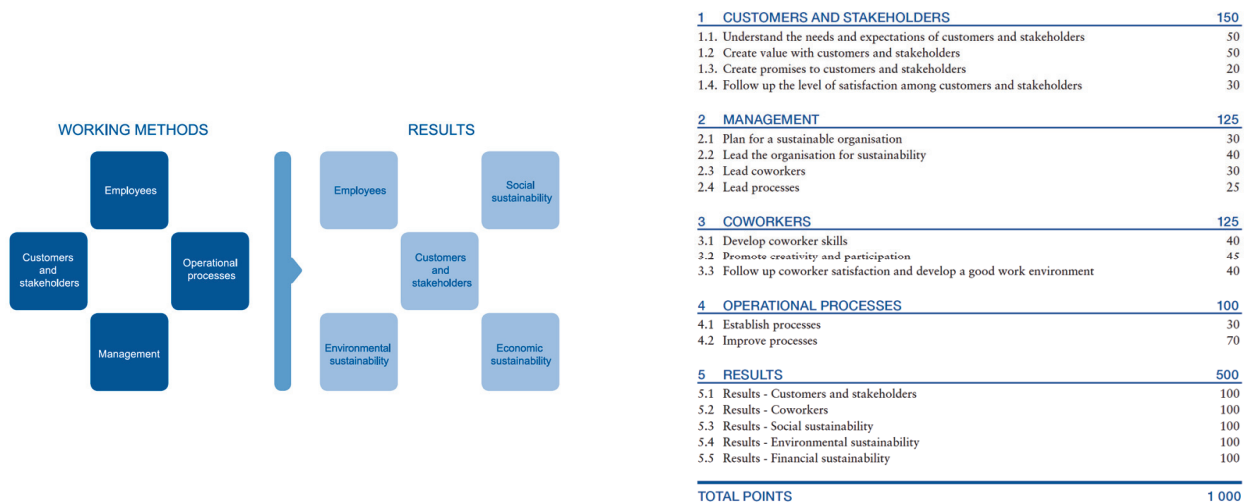 WORKING METHODS
Employees
Customers
and
stakeholders
Operational
processes
Management
RESULTS
Employees
Social
sustainability
Customers
and
stakeholders
Environmental
sustainability
Economic
sustainability
1 CUSTOMERS AND STAKEHOLDERS 150
1.1. Understand the needs and expectations of customers and stakeholders 50
1.2 Create value with customers and stakeholders 50
1.3. Create promises to customers and stakeholders 20
1.4. Follow up the level of satisfaction among customers and stakeholders 30
2 MANAGEMENT 125
2.1 Plan for a sustainable organisation 30
2.2 Lead the organisation for sustainability 40
2.3 Lead coworkers 30
2.4 Lead processes 25
3 COWORKERS 125
3.1 Develop coworker skills 40
3.2 Promote creativity and participation 45
3.3 Follow up coworker satisfaction and develop a good work environment 40
4 OPERATIONAL PROCESSES 100
4.1 Establish processes 30
4.2 Improve processes 70
5 RESULTS 500
5.1 Results - Customers and stakeholders 100
5.2 Results - Coworkers 100
5.3 Results - Social sustainability 100
5.4 Results - Environmental sustainability 100
5.5 Results - Financial sustainability 100
TOTAL POINTS 1 000